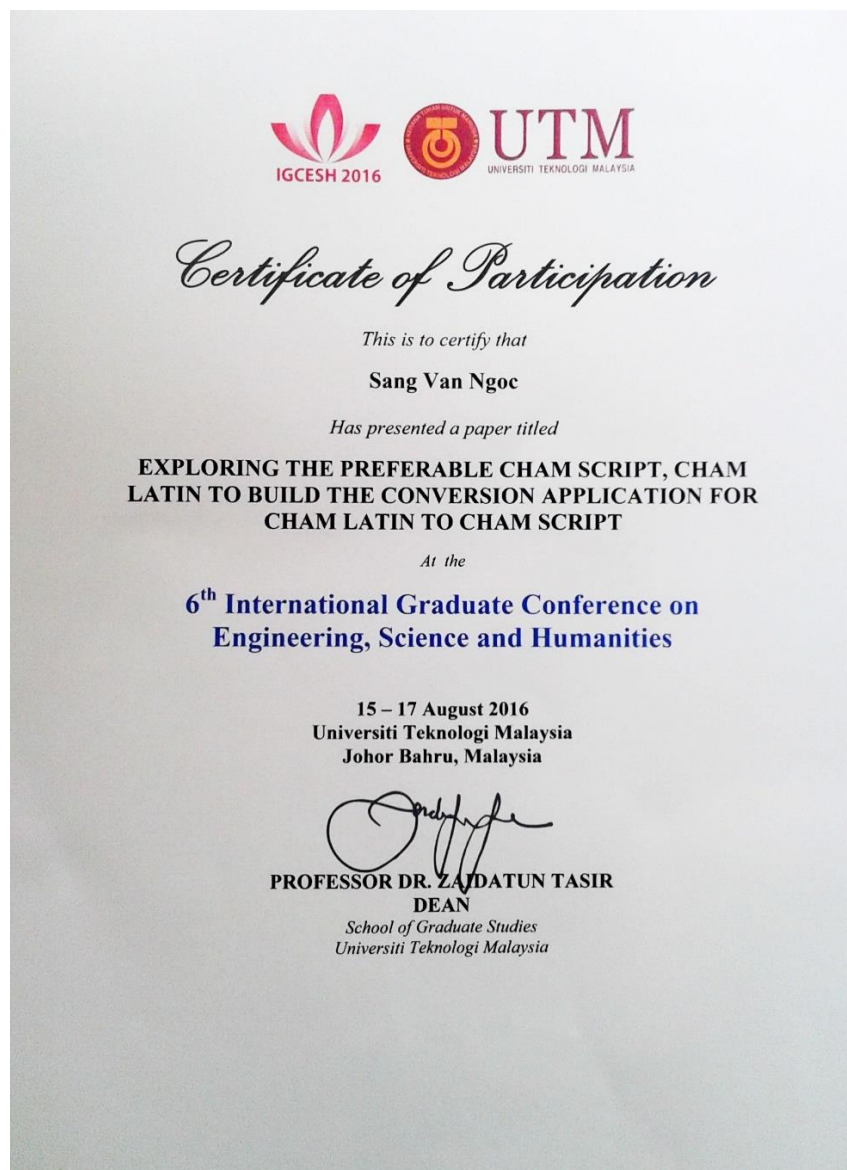 IGCESH 2016
UTM
UNIVERSITI TEKNOLOGI MALAYSIA
Certificate of Participation
This is to certify that
Sang Van Ngoc
Has presented a paper titled
EXPLORING THE PREFERABLE CHAM SCRIPT, CHAM
LATIN TO BUILD THE CONVERSION APPLICATION FOR
CHAM LATIN TO CHAM SCRIPT
At the
6th International Graduate Conference on
Engineering, Science and Humanities
15 – 17 August 2016
Universiti Teknologi Malaysia
Johor Bahru, Malaysia
PROFESSOR DR. ZAIDATUN TASIR
DEAN
School of Graduate Studies
Universiti Teknologi Malaysia